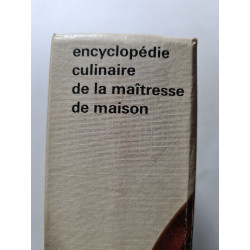 encyclopédie
culinaire
de la maîtresse
de maison